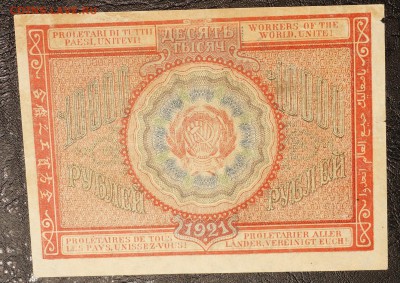 PROLETARI DI TUTTI I
PAESI, UNITEVI!
ДЕСЯТЬ
ТЫСЯЧ
WORKERS OF THE
WORLD, UNITE!
10000
10000
РУБЛЕЙ
РУБЛЕЙ
1921
PROLÉTAIRES DE TOUS
LES PAYS, UNISSEZ-VOUS!
PROLETARIER ALLER
LÄNDER, VEREINIGT EUCH!